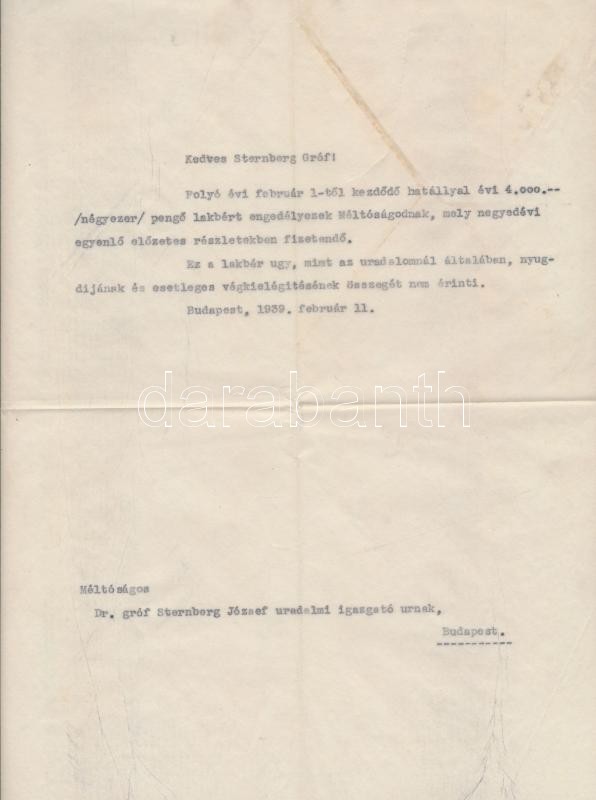 Kedves Sternberg Gróf!
Folyó évi február 1-től kezdődő hatállyal évi 4.000.--
/négyezer/ pengő lakbért engedélyezek Méltóságodnak, mely negyedévi
egyenlő előzetes részletekben fizetendő.
Ez a lakbér ugy, mint az uradalomnál általában, nyug-
dijának és esetleges végkielégitésének összegét nem érinti.
Budapest, 1939. február 11.
darabanth
Méltóságos
Dr. gróf Sternberg József uradalmi igazgató urnak,
Budapest.